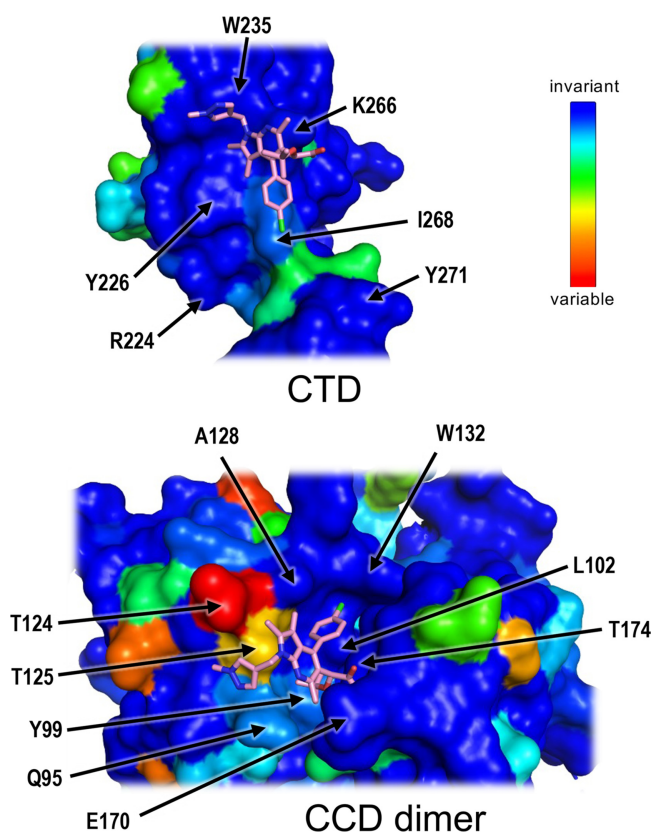 W235
invariant
K266
I268
Y226
Y271
variable
R224
CTD
A128
W132
L102
T124
T174
T125
Y99
Q95
E170
CCD dimer